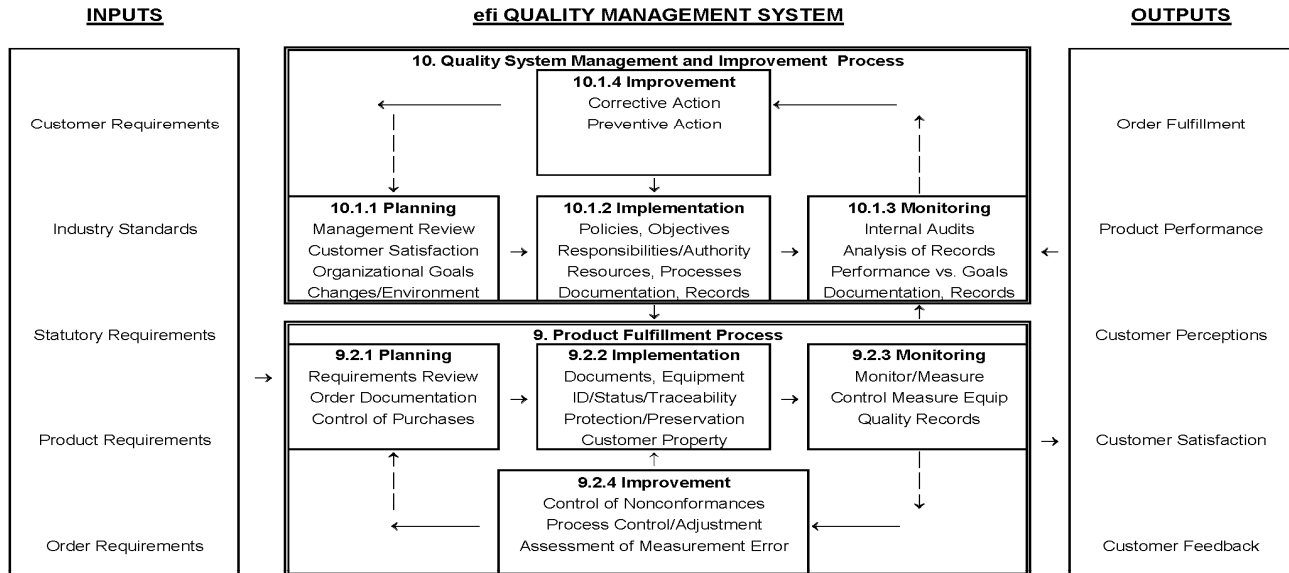 INPUTS
efi QUALITY MANAGEMENT SYSTEM
OUTPUTS
Customer Requirements
Industry Standards
Statutory Requirements
Product Requirements
Order Requirements
10. Quality System Management and Improvement Process
10.1.4 Improvement
Corrective Action
Preventive Action
10.1.1 Planning
Management Review
Customer Satisfaction
Organizational Goals
Changes/Environment
10.1.2 Implementation
Policies, Objectives
Responsibilities/Authority
Resources, Processes
Documentation, Records
10.1.3 Monitoring
Internal Audits
Analysis of Records
Performance vs. Goals
Documentation, Records
9. Product Fulfillment Process
9.2.1 Planning
Requirements Review
Order Documentation
Control of Purchases
9.2.2 Implementation
Documents, Equipment
ID/Status/Traceability
Protection/Preservation
Customer Property
9.2.3 Monitoring
Monitor/Measure
Control Measure Equip
Quality Records
9.2.4 Improvement
Control of Nonconformances
Process Control/Adjustment
Assessment of Measurement Error
Order Fulfillment
Product Performance
Customer Perceptions
Customer Satisfaction
Customer Feedback